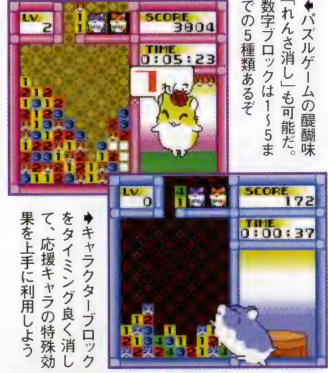 ←パズルゲームの醍醐味
「れんさ消し」も可能だ。
数字ブロックは1〜5ま
での5種類あるぞ
LV.
2
SCORE
3804
TIME
0:05:23
LV.
0
SCORE
172
TIME
0:00:37
→キャラクターブロック
をタイミング良く消し
て、応援キャラの特殊効
果を上手に利用しよう